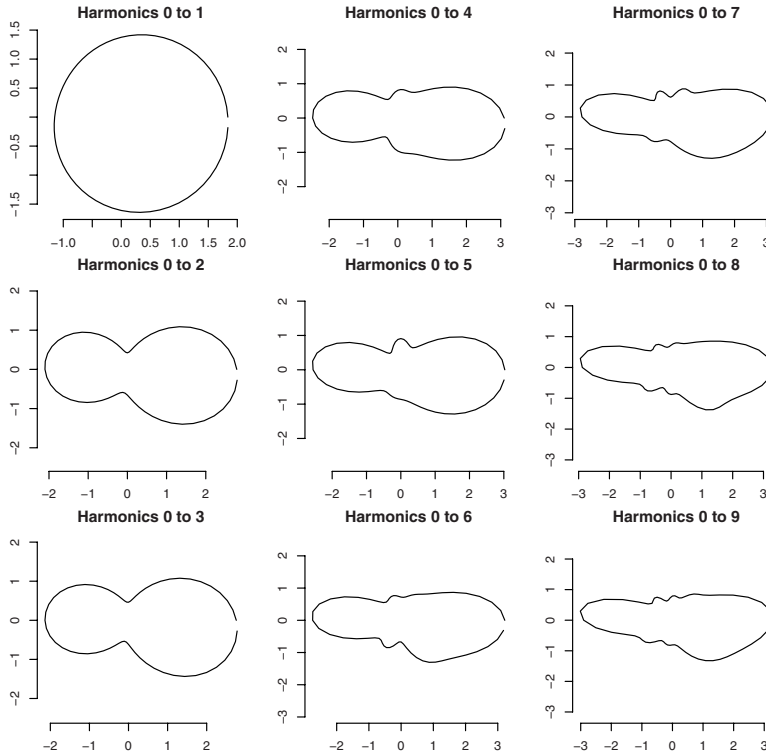 Harmonics 0 to 1
1.5
0.5
−0.5
−1.5
−1.0 0.0 0.5 1.0 1.5 2.0
Harmonics 0 to 4
2
1
0
−1
−2
−2 −1 0 1 2 3
Harmonics 0 to 7
2
1
0
−1
−2
−3
−3 −2 −1 0 1 2 3
Harmonics 0 to 2
2
1
0
−1
−2
−2 −1 0 1 2
Harmonics 0 to 5
2
1
0
−1
−2
−2 −1 0 1 2 3
Harmonics 0 to 8
2
1
0
−1
−2
−3
−3 −2 −1 0 1 2 3
Harmonics 0 to 3
2
1
0
−1
−2
−2 −1 0 1 2
Harmonics 0 to 6
2
1
0
−1
−2
−3
−2 −1 0 1 2 3
Harmonics 0 to 9
2
1
0
−1
−2
−3
−3 −2 −1 0 1 2 3